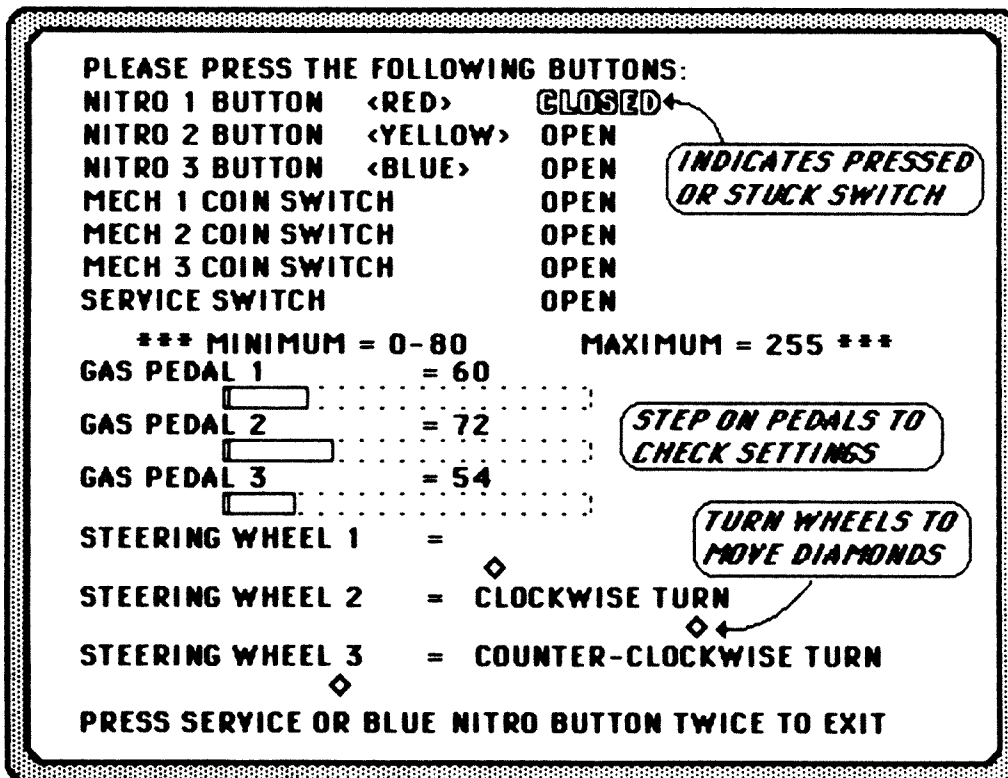 PLEASE PRESS THE FOLLOWING BUTTONS:
NITRO 1 BUTTON <RED> CLOSED
NITRO 2 BUTTON <YELLOW> OPEN
NITRO 3 BUTTON <BLUE> OPEN
INDICATES PRESSED
OR STUCK SWITCH
MECH 1 COIN SWITCH OPEN
MECH 2 COIN SWITCH OPEN
MECH 3 COIN SWITCH OPEN
SERVICE SWITCH OPEN
*** MINIMUM = 0-80 MAXIMUM = 255 ***
GAS PEDAL 1 = 60
GAS PEDAL 2 = 72
STEP ON PEDALS TO
CHECK SETTINGS
GAS PEDAL 3 = 54
STEERING WHEEL 1 =
TURN WHEELS TO
MOVE DIAMONDS
STEERING WHEEL 2 = CLOCKWISE TURN
STEERING WHEEL 3 = COUNTER-CLOCKWISE TURN
PRESS SERVICE OR BLUE NITRO BUTTON TWICE TO EXIT